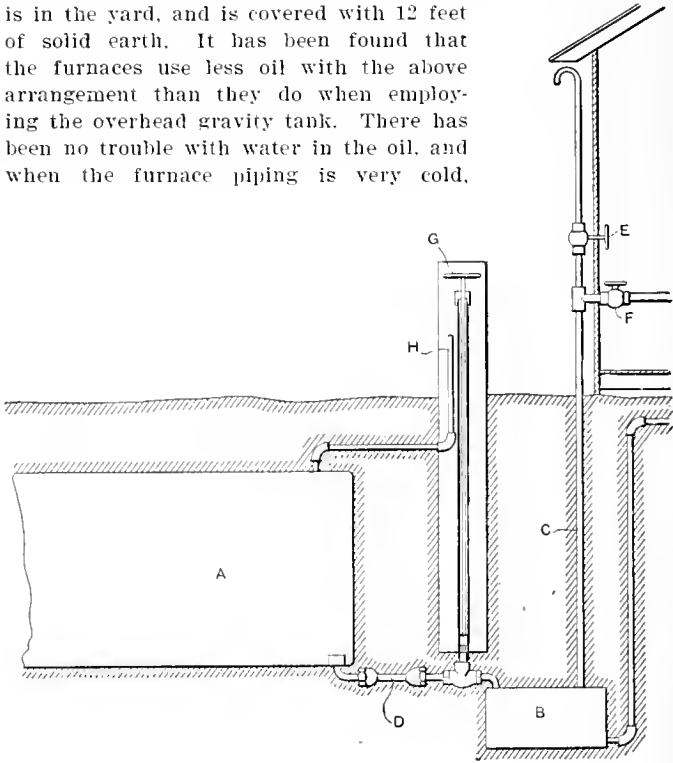 is in the yard, and is covered with 12 feet
of solid earth. It has been found that
the furnaces use less oil with the above
arrangement than they do when employ-
ing the overhead gravity tank. There has
been no trouble with water in the oil, and
when the furnace piping is very cold,
E
G
F
H
C
A
B
D